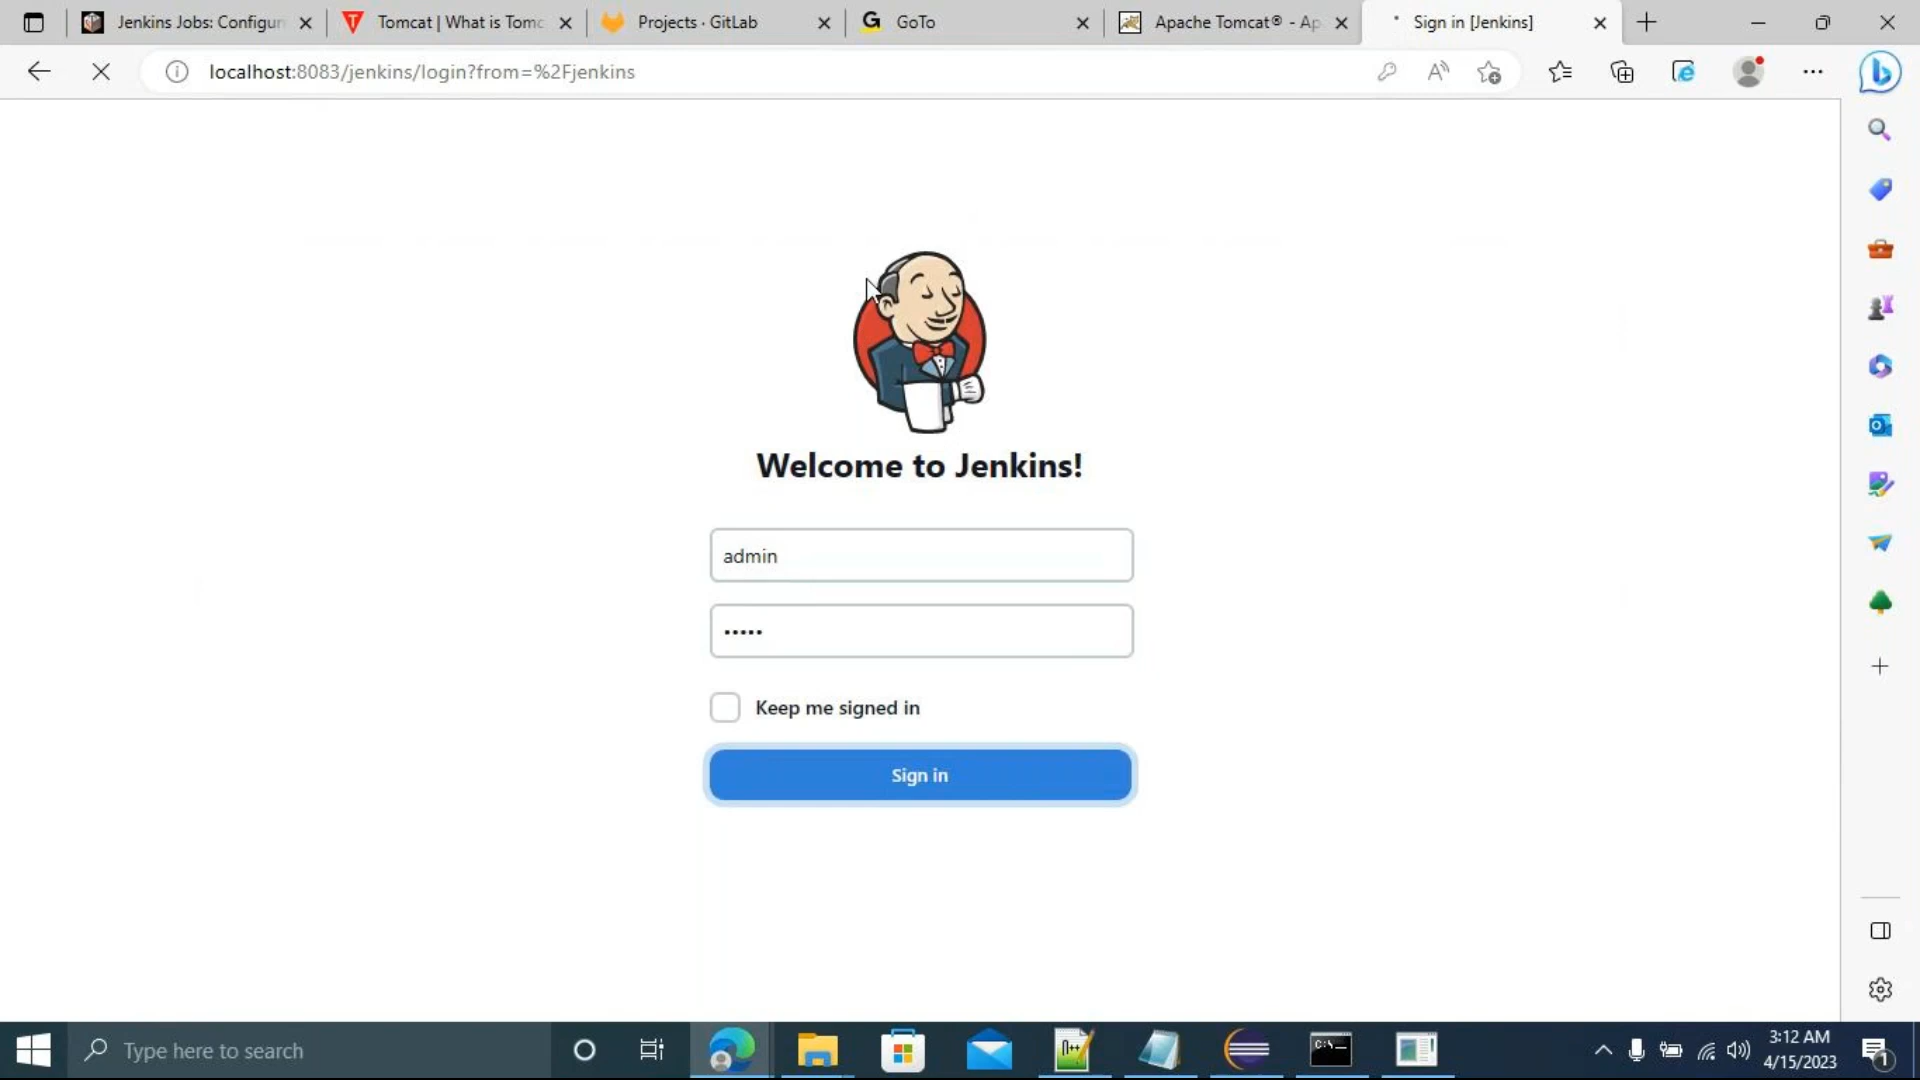 Jenkins Jobs: Configur
Tomcat | What is Tomc
Projects · GitLab
GoTo
Apache Tomcat® - Ap
Sign in [Jenkins]
localhost:8083/jenkins/login?from=%2Fjenkins
Welcome to Jenkins!
admin
•••••
Keep me signed in
Sign in
Type here to search
3:12 AM
4/15/2023
1